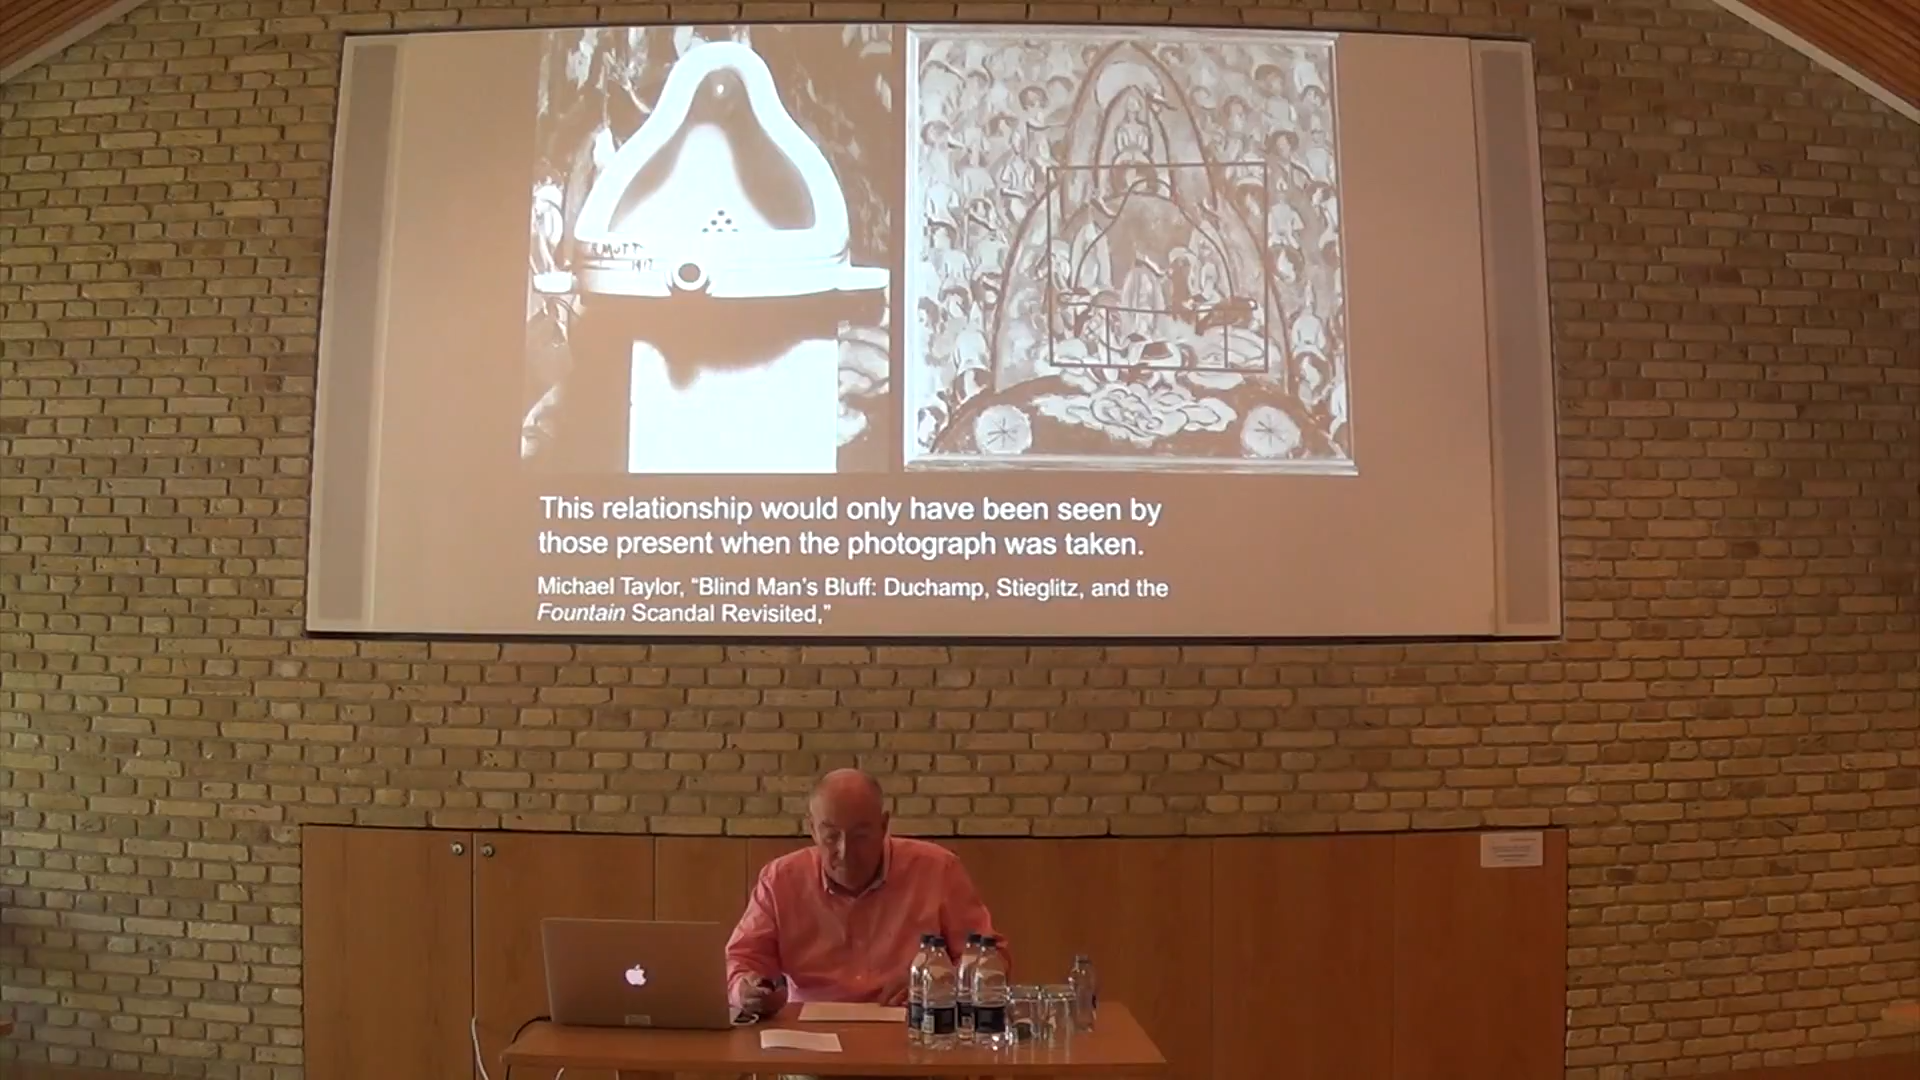 R.MUTT
1917
This relationship would only have been seen by
those present when the photograph was taken.
Michael Taylor, “Blind Man’s Bluff: Duchamp, Stieglitz, and the
Fountain Scandal Revisited,”